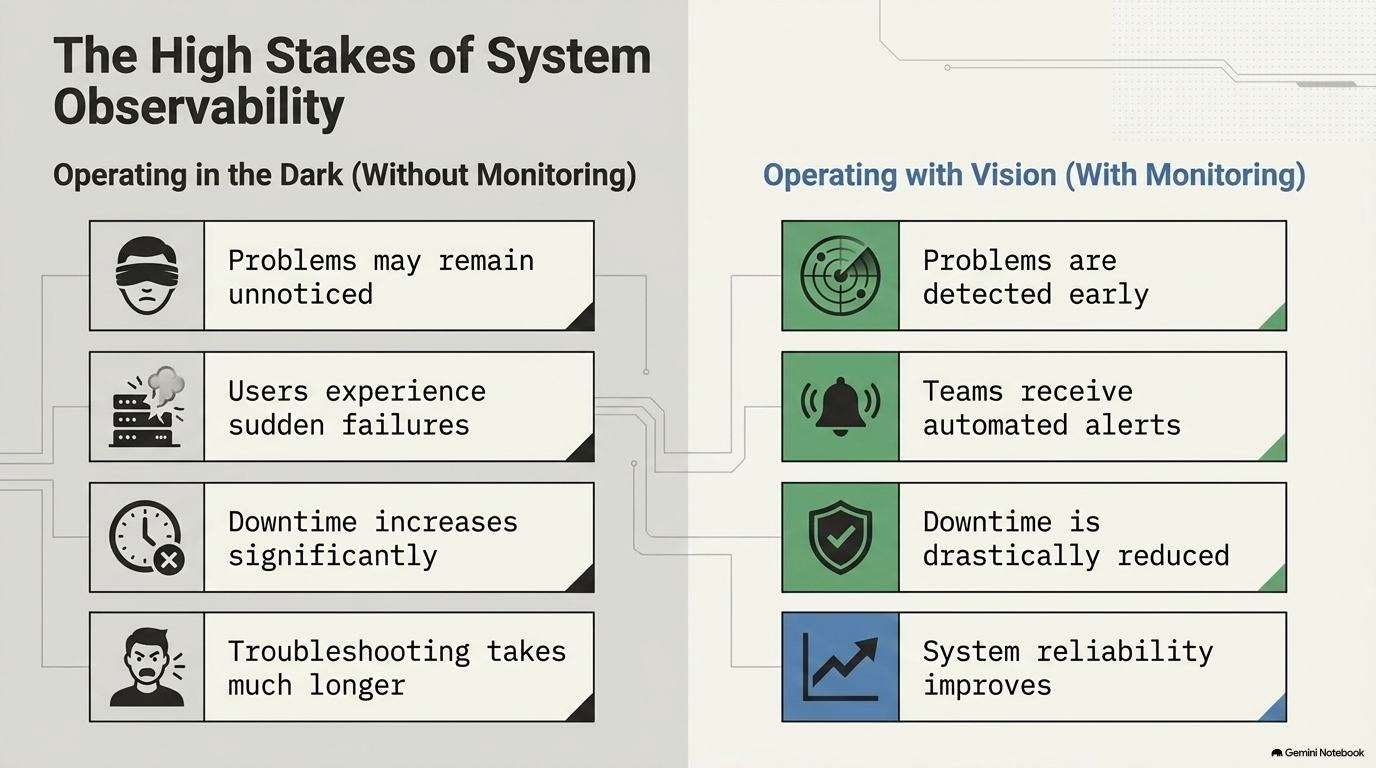 The High Stakes of System
Observability
Operating in the Dark (Without Monitoring)
Problems may remain
unnoticed
Users experience
sudden failures
Downtime increases
significantly
Troubleshooting takes
much longer
Operating with Vision (With Monitoring)
Problems are
detected early
Teams receive
automated alerts
Downtime is
drastically reduced
System reliability
improves
Gemini Notebook